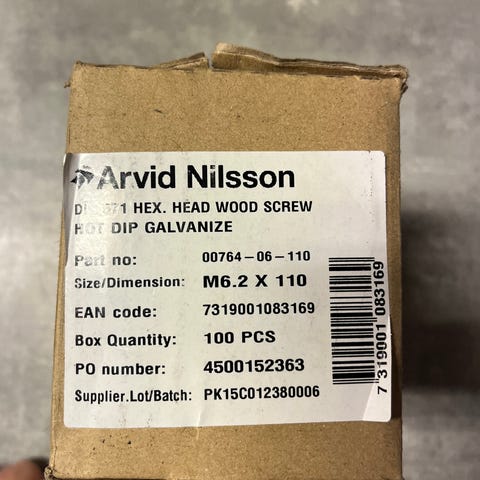 Arvid Nilsson
571 HEX. HEAD WOOD SCREW
HOT DIP GALVANIZE
Part no: 00764-06-110
Size/Dimension: M6.2 X 110
EAN code: 7319001083169
Box Quantity: 100 PCS
PO number: 4500152363
Supplier.Lot/Batch: PK15C012380006
7 319001 083169